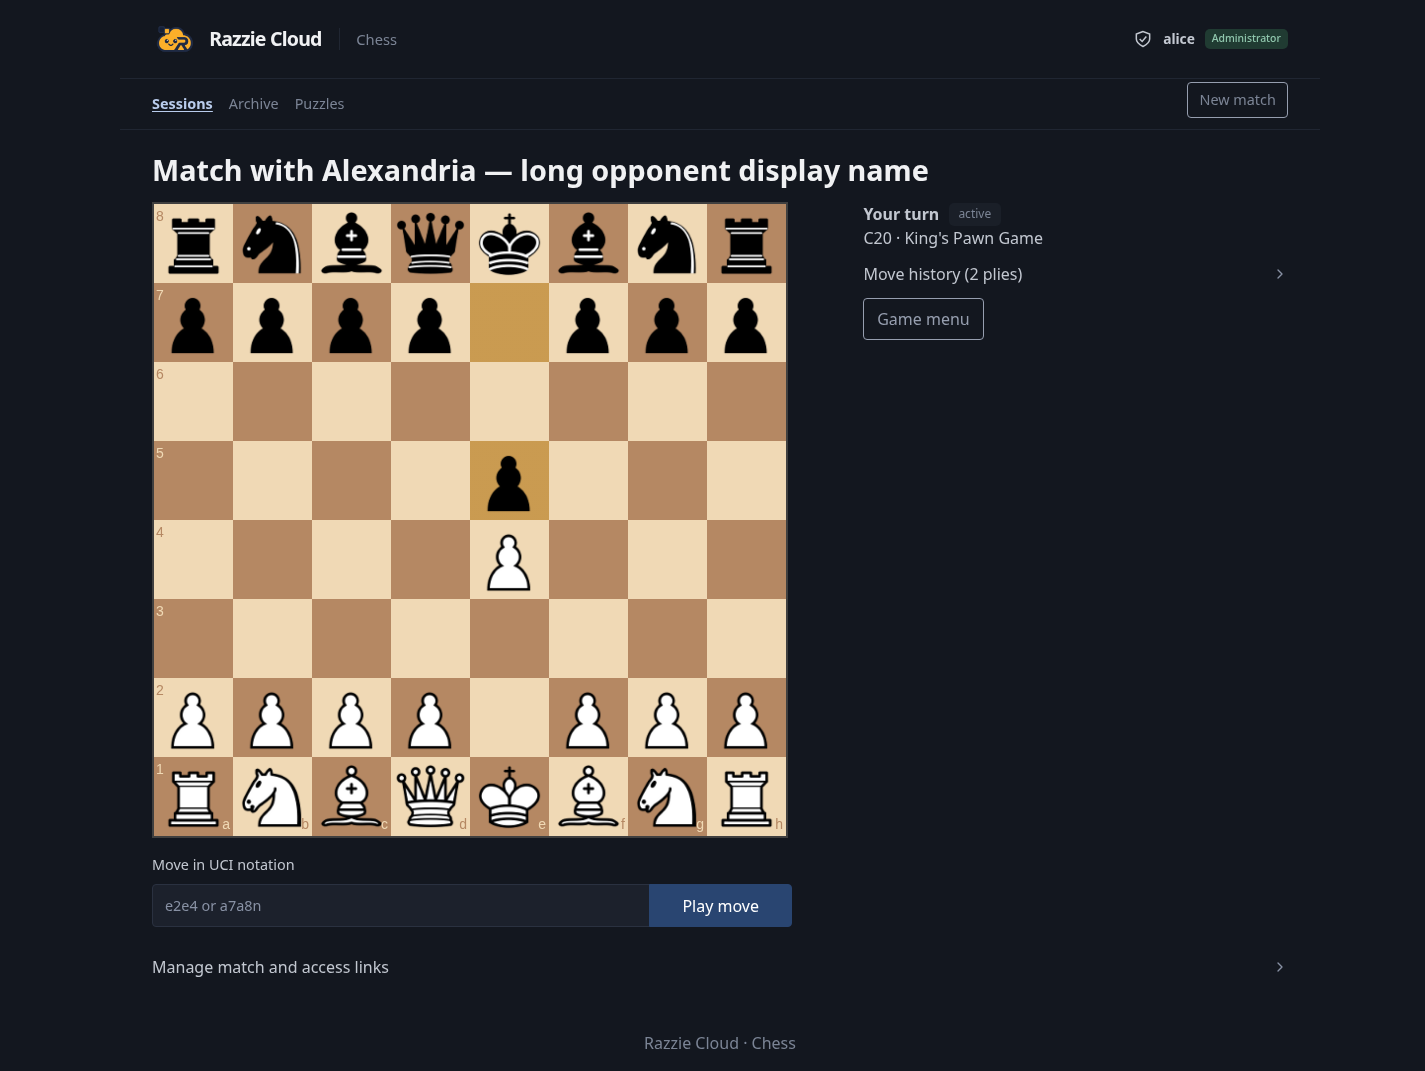 Razzie Cloud
Chess
alice
Administrator
Sessions
Archive
Puzzles
New match
Match with Alexandria — long opponent display name
8
7
6
5
4
3
2
1
a
b
c
d
e
f
g
h
Your turn
active
C20 · King's Pawn Game
Move history (2 plies)
Game menu
Move in UCI notation
e2e4 or a7a8n
Play move
Manage match and access links
Razzie Cloud · Chess